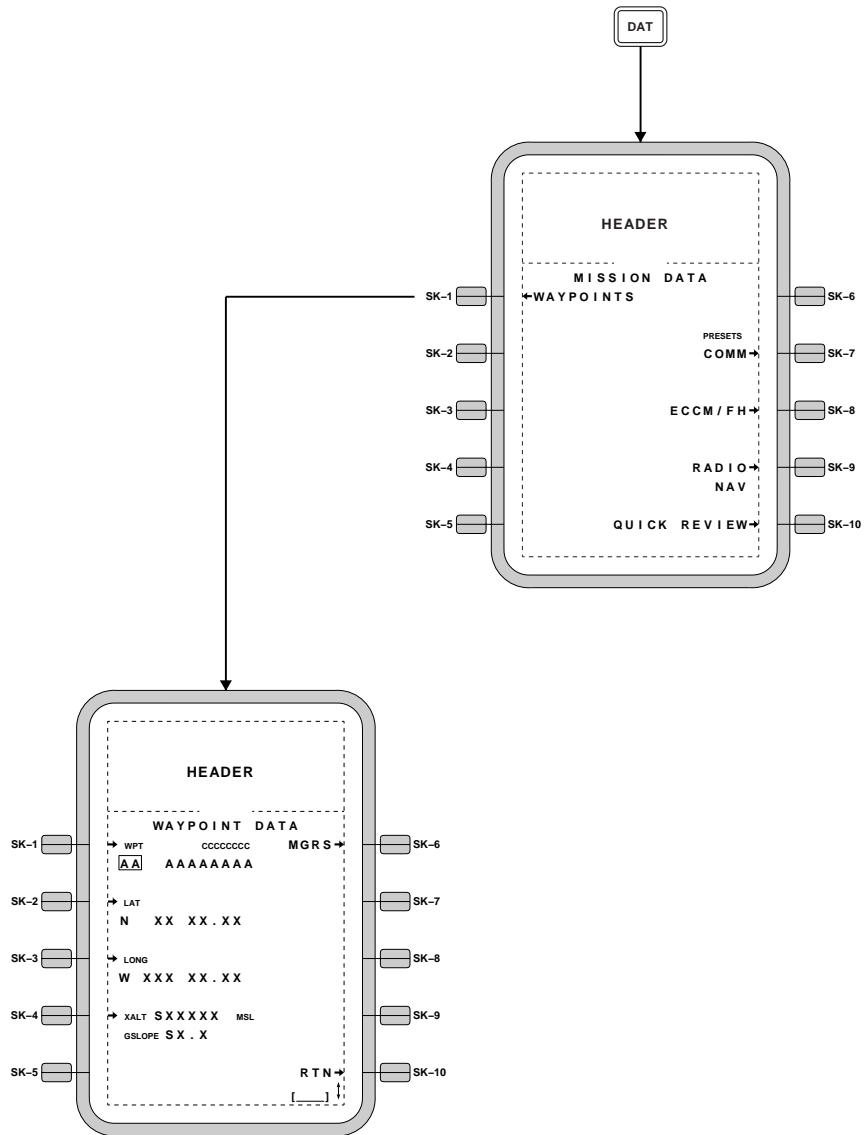 DAT
HEADER
MISSION DATA
SK–1 ←WAYPOINTS SK–6
PRESETS
SK–2 COMM→ SK–7
SK–3 ECCM/FH→ SK–8
SK–4 RADIO→ SK–9
NAV
SK–5 QUICK REVIEW→ SK–10
HEADER
WAYPOINT DATA
SK–1 → WPT CCCCCCCC MGRS→ SK–6
AA AAAAAAAA
SK–2 → LAT SK–7
N XX XX.XX
SK–3 → LONG SK–8
W XXX XX.XX
SK–4 → XALT SXXXXX MSL SK–9
GSLOPE SX.X
SK–5 RTN→ SK–10
[____] ↕